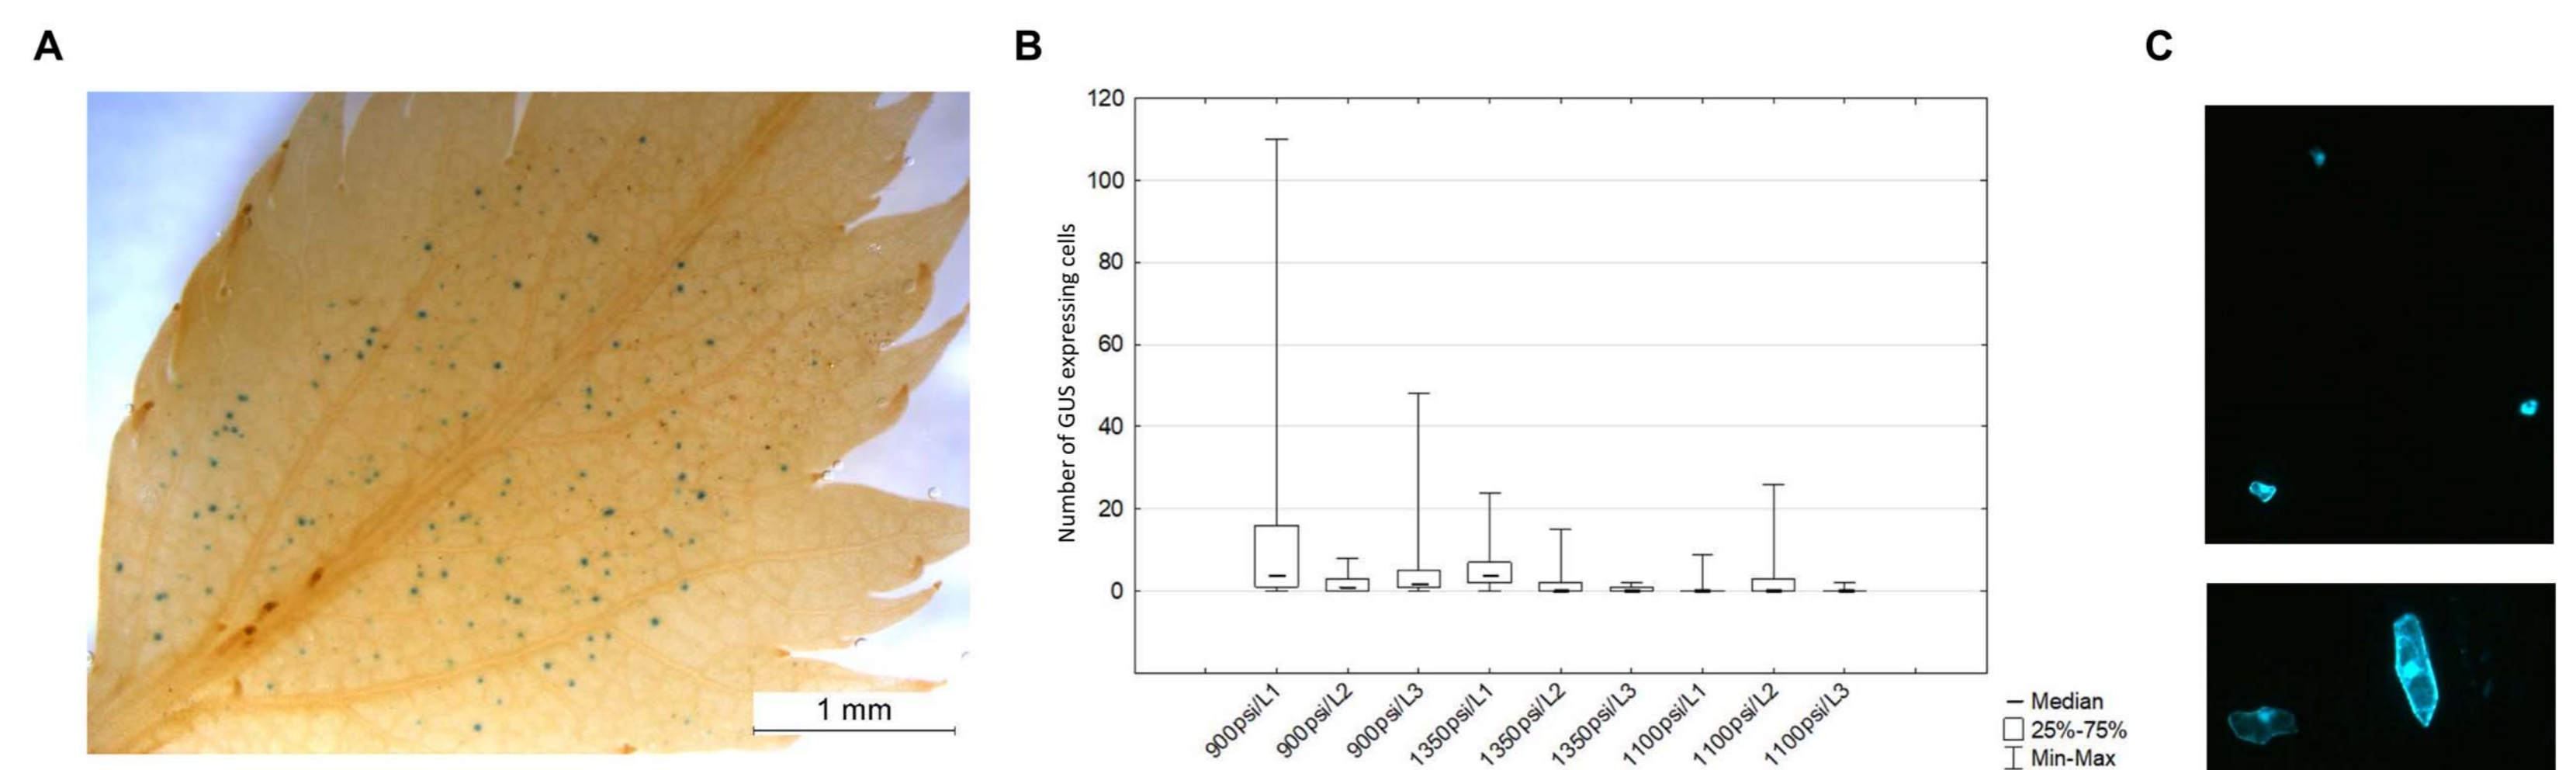 A
B
C
1 mm
Number of GUS expressing cells
120
100
80
60
40
20
0
900psi/L1
900psi/L2
900psi/L3
1350psi/L1
1350psi/L2
1350psi/L3
1100psi/L1
1100psi/L2
1100psi/L3
Median
25%-75%
Min-Max